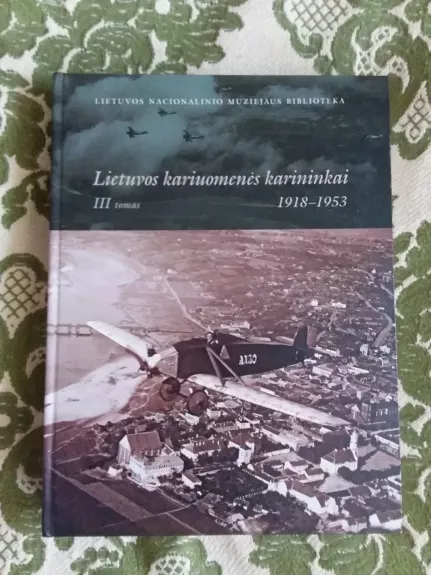 LIETUVOS NACIONALINIO MUZIEJAUS BIBLIOTEKA
Lietuvos kariuomenės karininkai
III tomas 1918–1953